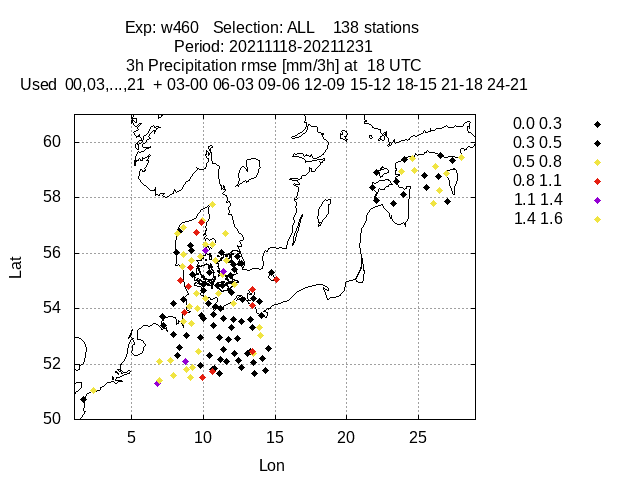 Exp: w460   Selection: ALL    138 stations
Period: 20211118-20211231
3h Precipitation rmse [mm/3h] at  18 UTC
Used  00,03,...,21  + 03-00 06-03 09-06 12-09 15-12 18-15 21-18 24-21
60
58
56
54
52
50
Lat
5 10 15 20 25
Lon
0.0 0.3
0.3 0.5
0.5 0.8
0.8 1.1
1.1 1.4
1.4 1.6